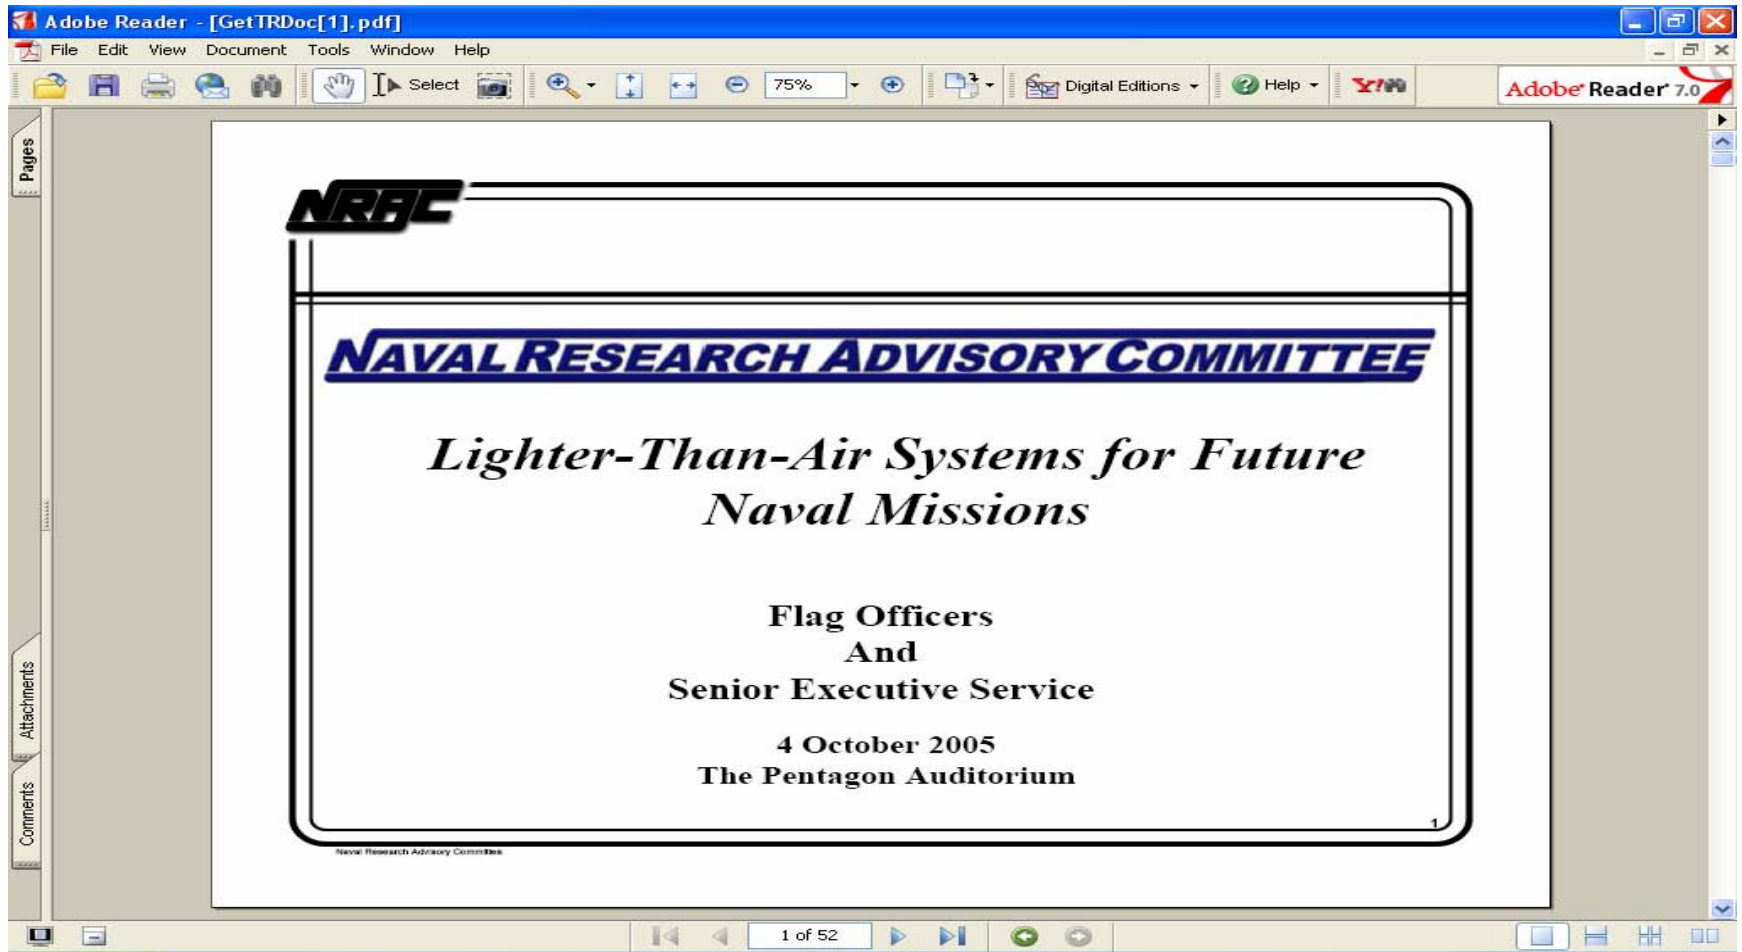 Adobe Reader - [GetTRDoc[1].pdf]
File Edit View Document Tools Window Help
Select 75% Digital Editions Help Y! Adobe Reader 7.0
Pages
NRAC
NAVAL RESEARCH ADVISORY COMMITTEE
Lighter-Than-Air Systems for Future
Naval Missions
Flag Officers
And
Senior Executive Service
4 October 2005
The Pentagon Auditorium
1
Naval Research Advisory Committee
Attachments
Comments
1 of 52